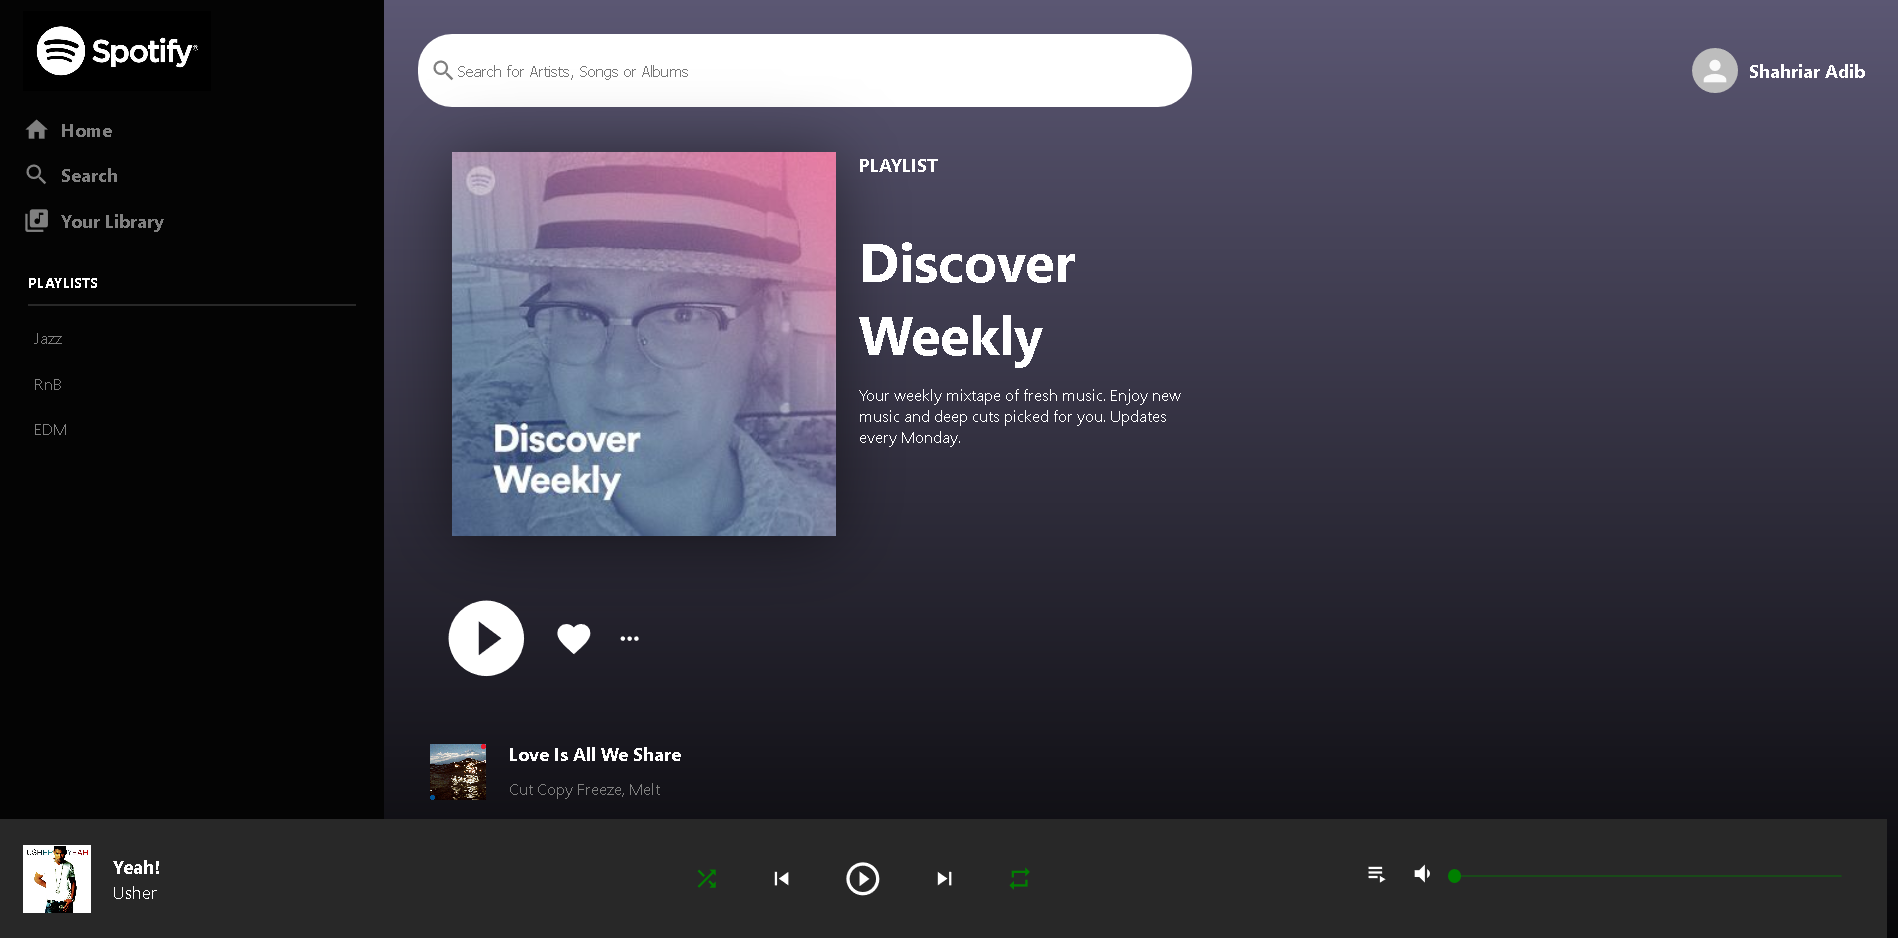 Spotify®
Home
Search
Your Library
PLAYLISTS
Jazz
RnB
EDM
Search for Artists, Songs or Albums
Shahriar Adib
Discover
Weekly
PLAYLIST
Discover
Weekly
Your weekly mixtape of fresh music. Enjoy new
music and deep cuts picked for you. Updates
every Monday.
Love Is All We Share
Cut Copy Freeze, Melt
USHER YEAH
Yeah!
Usher